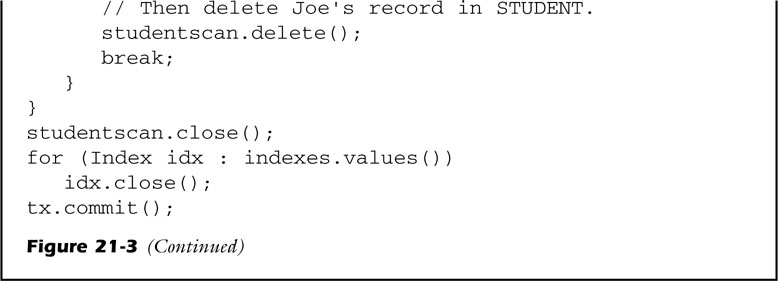 // Then delete Joe's record in STUDENT.
studentscan.delete();
break;
}
}
studentscan.close();
for (Index idx : indexes.values())
idx.close();
tx.commit();
Figure 21-3 (Continued)